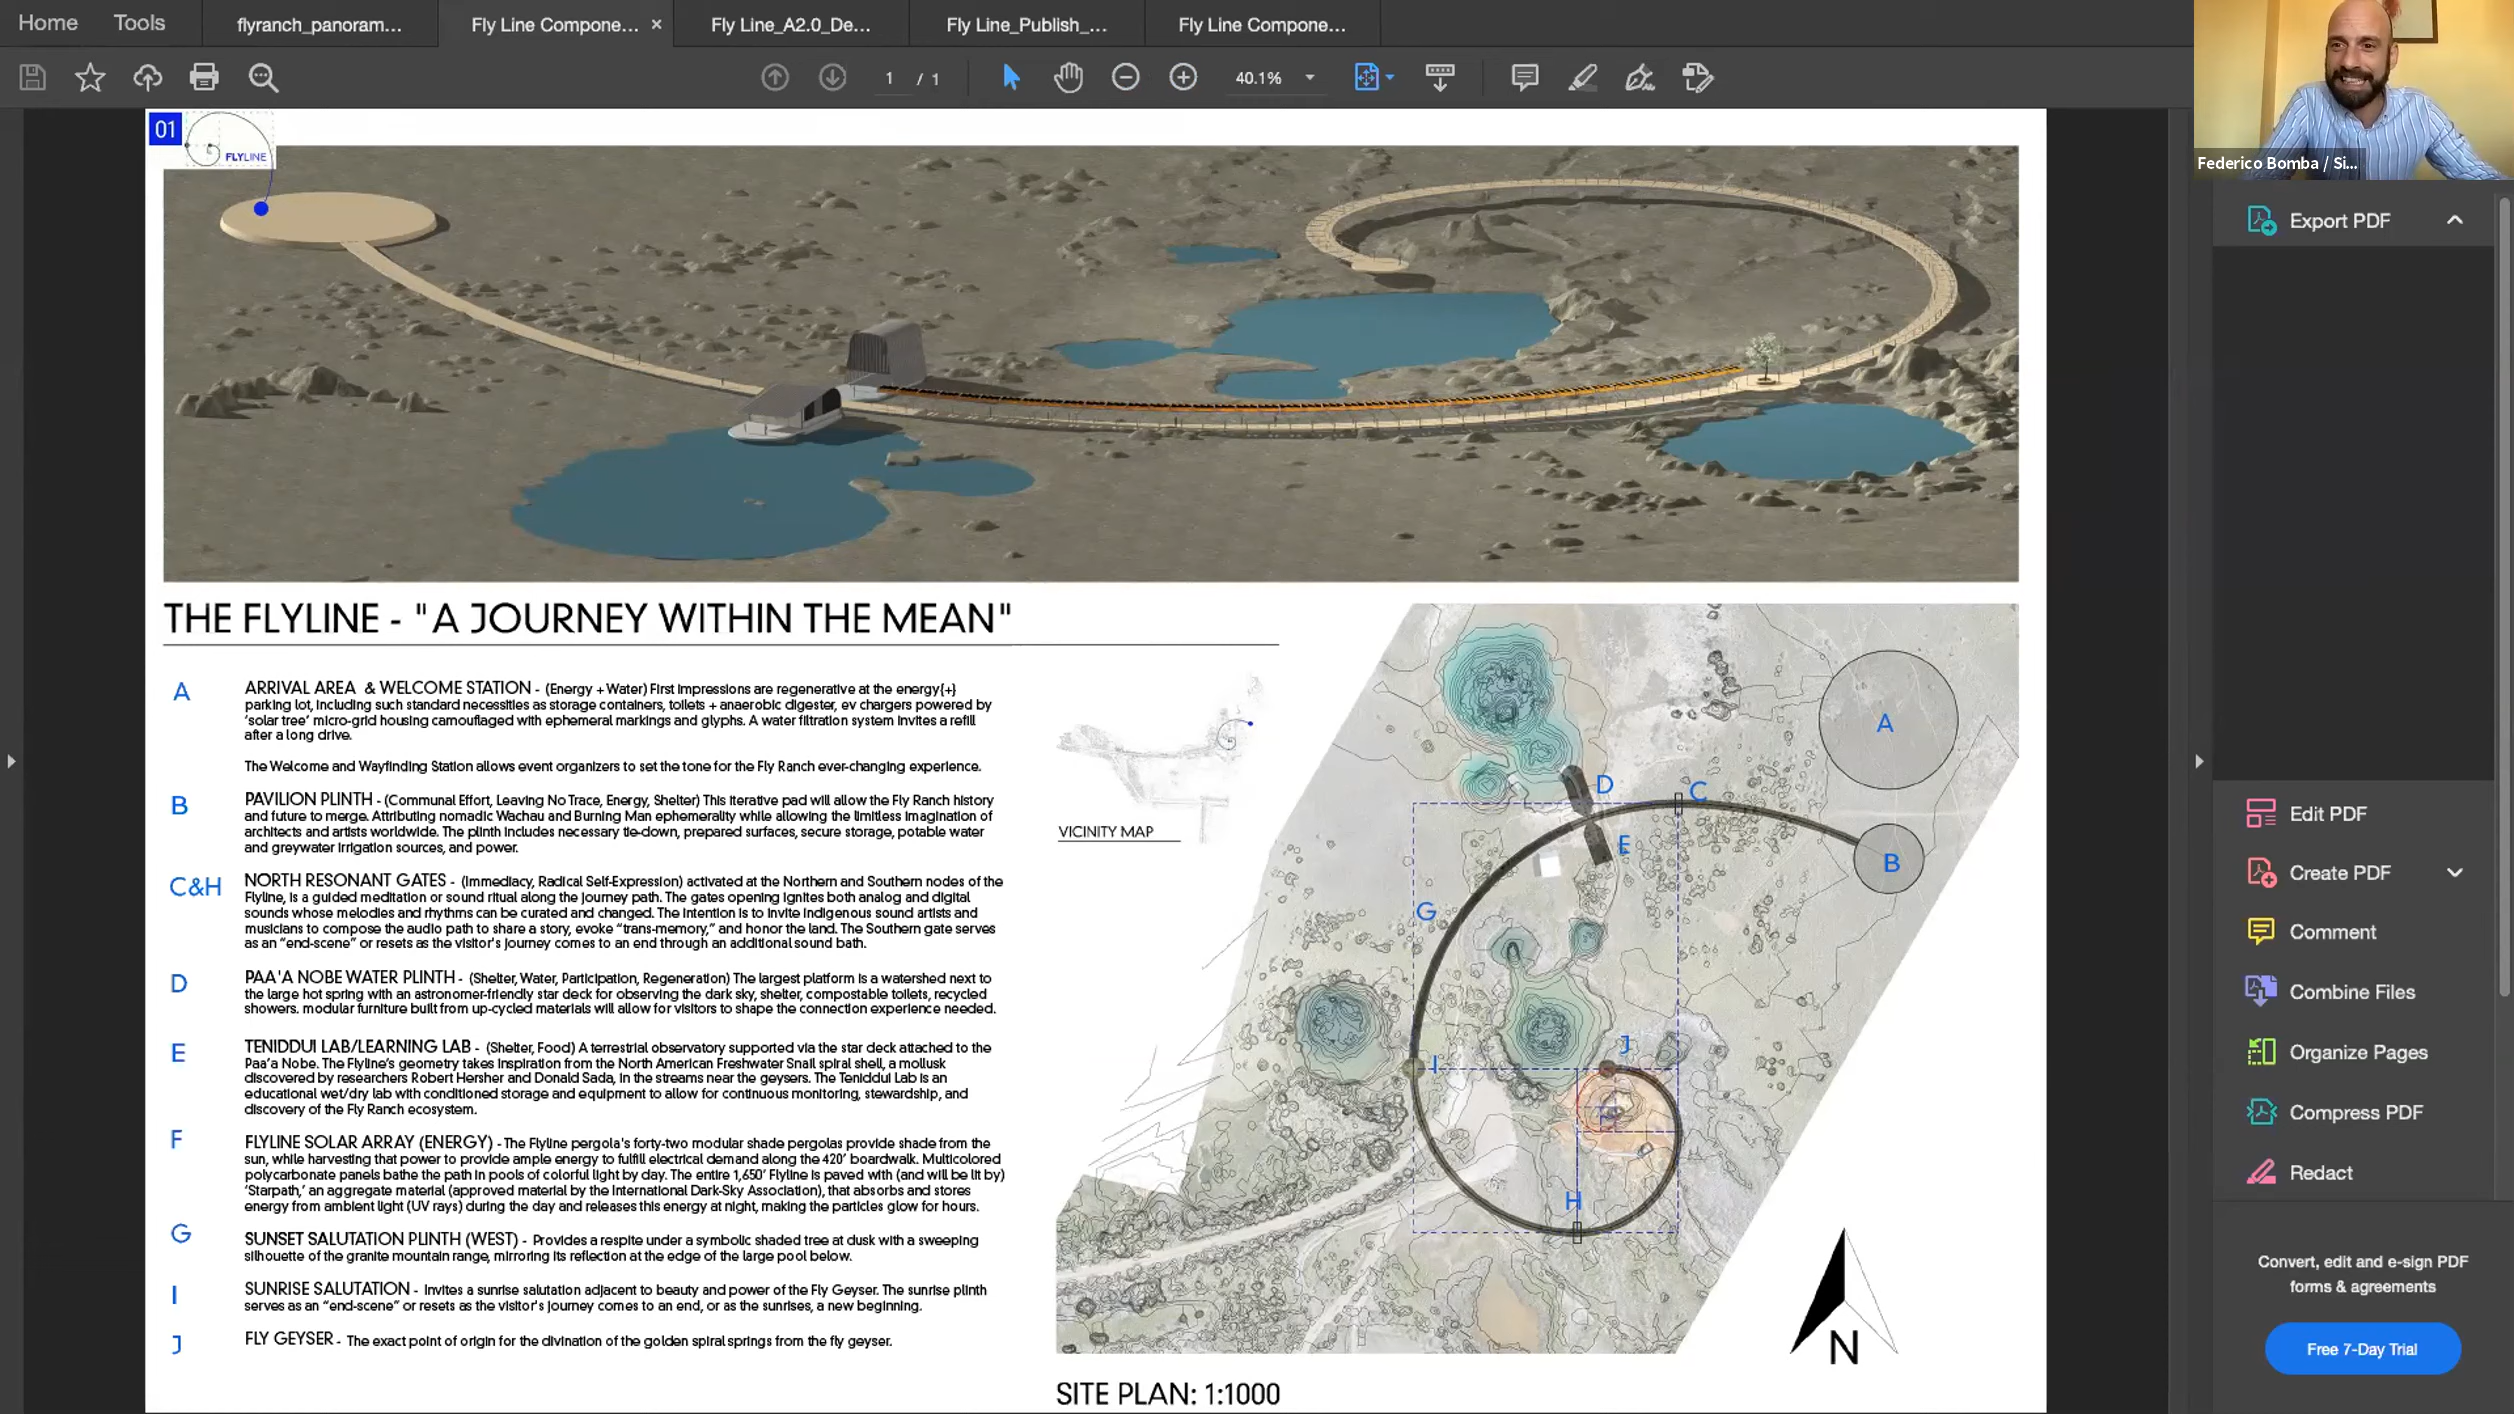 Home
Tools
flyranch_panoram...
Fly Line Compone...
Fly Line_A2.0_De...
Fly Line_Publish_...
Fly Line Compone...
1 / 1
40.1%
Federico Bomba / Si...
01
FLYLINE
THE FLYLINE - "A JOURNEY WITHIN THE MEAN"
A
ARRIVAL AREA & WELCOME STATION - (Energy + Water) First impressions are regenerative at the energy{+}
parking lot, including such standard necessities as storage containers, toilets + anaerobic digester, ev chargers powered by
'solar tree' micro-grid housing camouflaged with ephemeral markings and glyphs. A water filtration system invites a refill
after a long drive.
The Welcome and Wayfinding Station allows event organizers to set the tone for the Fly Ranch ever-changing experience.
B
PAVILION PLINTH - (Communal Effort, Leaving No Trace, Energy, Shelter) This iterative pad will allow the Fly Ranch history
and future to merge. Attributing nomadic Wachau and Burning Man ephemerality while allowing the limitless imagination of
architects and artists worldwide. The plinth includes necessary tie-down, prepared surfaces, secure storage, potable water
and greywater irrigation sources, and power.
C&H
NORTH RESONANT GATES - (Immediacy, Radical Self-Expression) activated at the Northern and Southern nodes of the
Flyline, is a guided meditation or sound ritual along the journey path. The gates opening ignites both analog and digital
sounds whose melodies and rhythms can be curated and changed. The intention is to invite indigenous sound artists and
musicians to compose the audio path to share a story, evoke "trans-memory," and honor the land. The Southern gate serves
as an "end-scene" or resets as the visitor's journey comes to an end through an additional sound bath.
D
PAA'A NOBE WATER PLINTH - (Shelter, Water, Participation, Regeneration) The largest platform is a watershed next to
the large hot spring with an astronomer-friendly star deck for observing the dark sky, shelter, compostable toilets, recycled
showers. modular furniture built from up-cycled materials will allow for visitors to shape the connection experience needed.
E
TENIDDUI LAB/LEARNING LAB - (Shelter, Food) A terrestrial observatory supported via the star deck attached to the
Paa'a Nobe. The Flyline's geometry takes inspiration from the North American Freshwater Snail spiral shell, a mollusk
discovered by researchers Robert Hersher and Donald Sada, in the streams near the geysers. The Teniddui Lab is an
educational wet/dry lab with conditioned storage and equipment to allow for continuous monitoring, stewardship, and
discovery of the Fly Ranch ecosystem.
F
FLYLINE SOLAR ARRAY (ENERGY) - The Flyline pergola's forty-two modular shade pergolas provide shade from the
sun, while harvesting that power to provide ample energy to fulfill electrical demand along the 420' boardwalk. Multicolored
polycarbonate panels bathe the path in pools of colorful light by day. The entire 1,650' Flyline is paved with (and will be lit by)
'Starpath,' an aggregate material (approved material by the International Dark-Sky Association), that absorbs and stores
energy from ambient light (UV rays) during the day and releases this energy at night, making the particles glow for hours.
G
SUNSET SALUTATION PLINTH (WEST) - Provides a respite under a symbolic shaded tree at dusk with a sweeping
silhouette of the granite mountain range, mirroring its reflection at the edge of the large pool below.
I
SUNRISE SALUTATION - Invites a sunrise salutation adjacent to beauty and power of the Fly Geyser. The sunrise plinth
serves as an "end-scene" or resets as the visitor's journey comes to an end, or as the sunrises, a new beginning.
J
FLY GEYSER - The exact point of origin for the divination of the golden spiral springs from the fly geyser.
VICINITY MAP
A
D
C
E
B
G
J
I
H
N
SITE PLAN: 1:1000
Export PDF
Edit PDF
Create PDF
Comment
Combine Files
Organize Pages
Compress PDF
Redact
Convert, edit and e-sign PDF
forms & agreements
Free 7-Day Trial